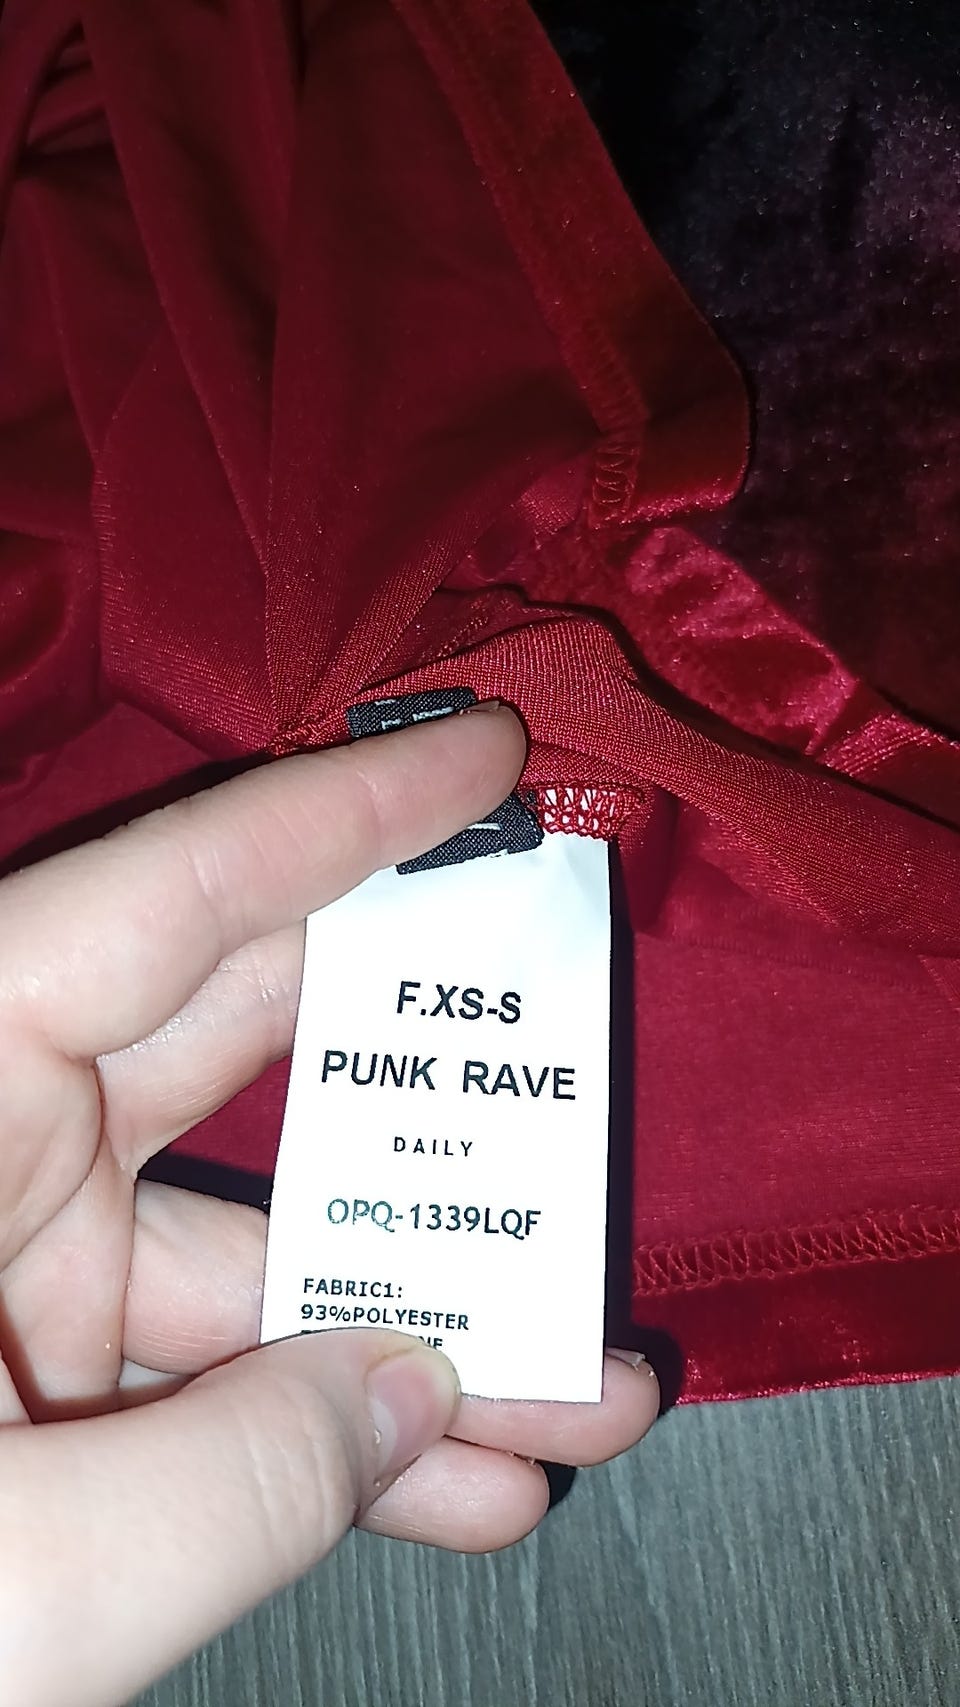 F.XS-S
PUNK RAVE
DAILY
OPQ-1339LQF
FABRIC1:
93%POLYESTER